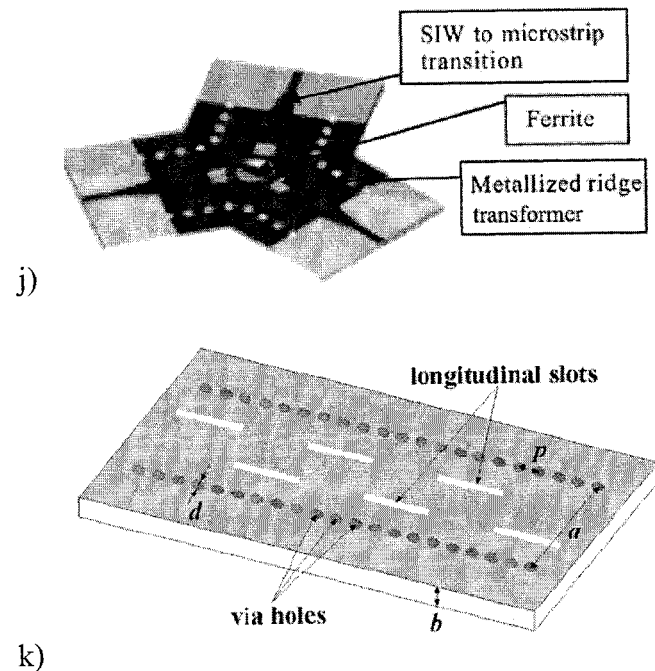 SIW to microstrip
transition
Ferrite
Metallized ridge
transformer
j)
longitudinal slots
p
d
a
via holes
b
k)